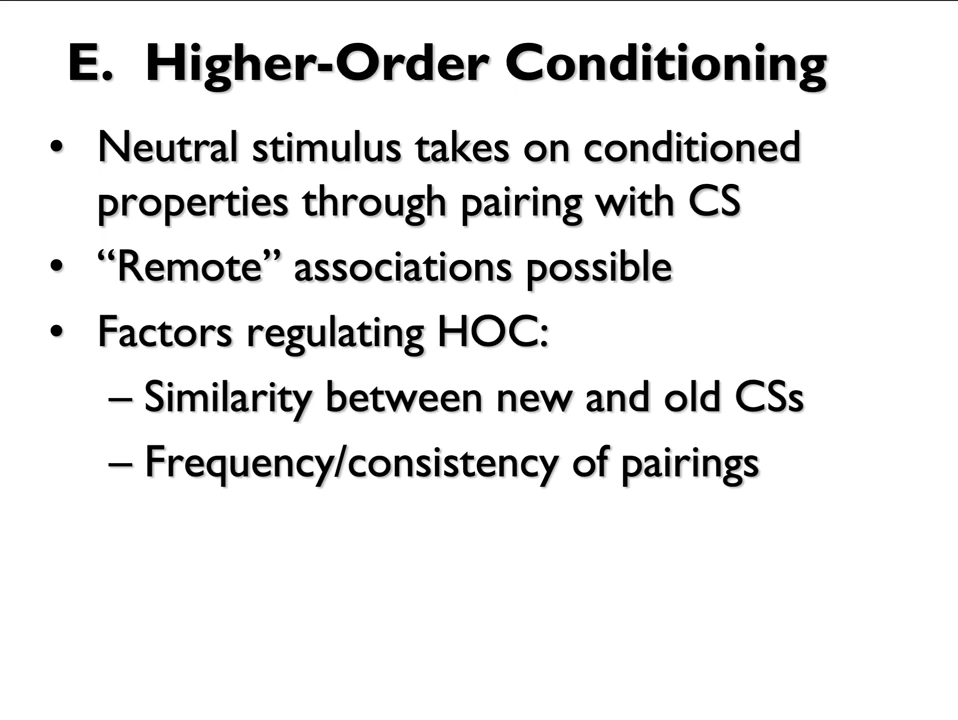 E. Higher-Order Conditioning
• Neutral stimulus takes on conditioned
properties through pairing with CS
• “Remote” associations possible
• Factors regulating HOC:
– Similarity between new and old CSs
– Frequency/consistency of pairings